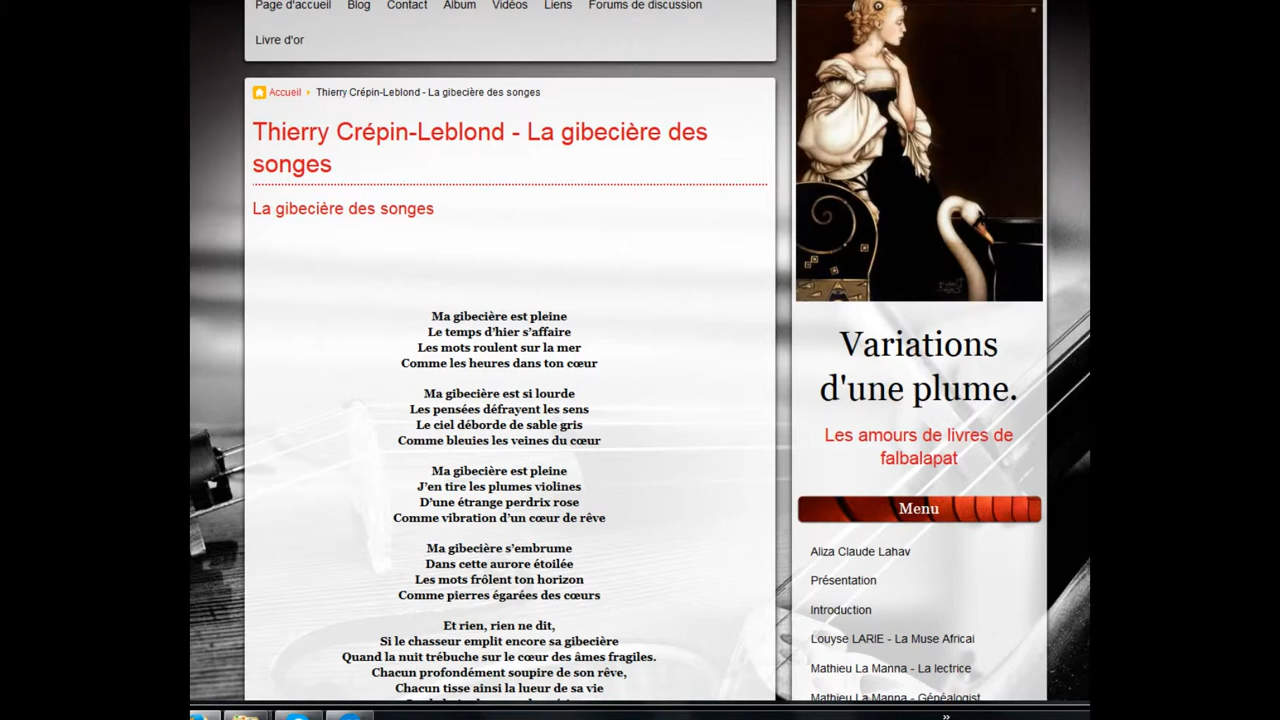 Page d'accueil Blog Contact Album Vidéos Liens Forums de discussion
Livre d'or
Accueil Thierry Crépin-Leblond - La gibecière des songes
Thierry Crépin-Leblond - La gibecière des
songes
La gibecière des songes
Ma gibecière est pleine
Le temps d’hier s’affaire
Les mots roulent sur la mer
Comme les heures dans ton cœur
Ma gibecière est si lourde
Les pensées défrayent les sens
Le ciel déborde de sable gris
Comme bleuies les veines du cœur
Ma gibecière est pleine
J’en tire les plumes violines
D’une étrange perdrix rose
Comme vibration d’un cœur de rêve
Ma gibecière s’embrume
Dans cette aurore étoilée
Les mots frôlent ton horizon
Comme pierres égarées des cœurs
Et rien, rien ne dit,
Si le chasseur emplit encore sa gibecière
Quand la nuit trébuche sur le cœur des âmes fragiles.
Chacun profondément soupire de son rêve,
Chacun tisse ainsi la lueur de sa vie
Variations
d'une plume.
Les amours de livres de
falbalapat
Menu
Aliza Claude Lahav
Présentation
Introduction
Louyse LARIE - La Muse Africai
Mathieu La Manna - La lectrice
Mathieu La Manna - Généalogist